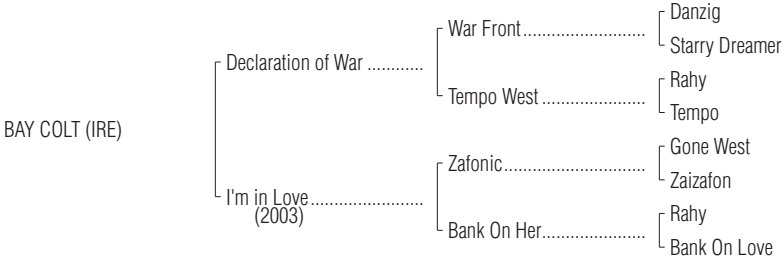 Danzig
War Front..............................
Starry Dreamer
Declaration of War ............
Rahy
Tempo West .........................
Tempo
BAY COLT (IRE)
Gone West
Zafonic..................................
Zaizafon
I'm in Love..........................
(2003)
Rahy
Bank On Her.........................
Bank On Love